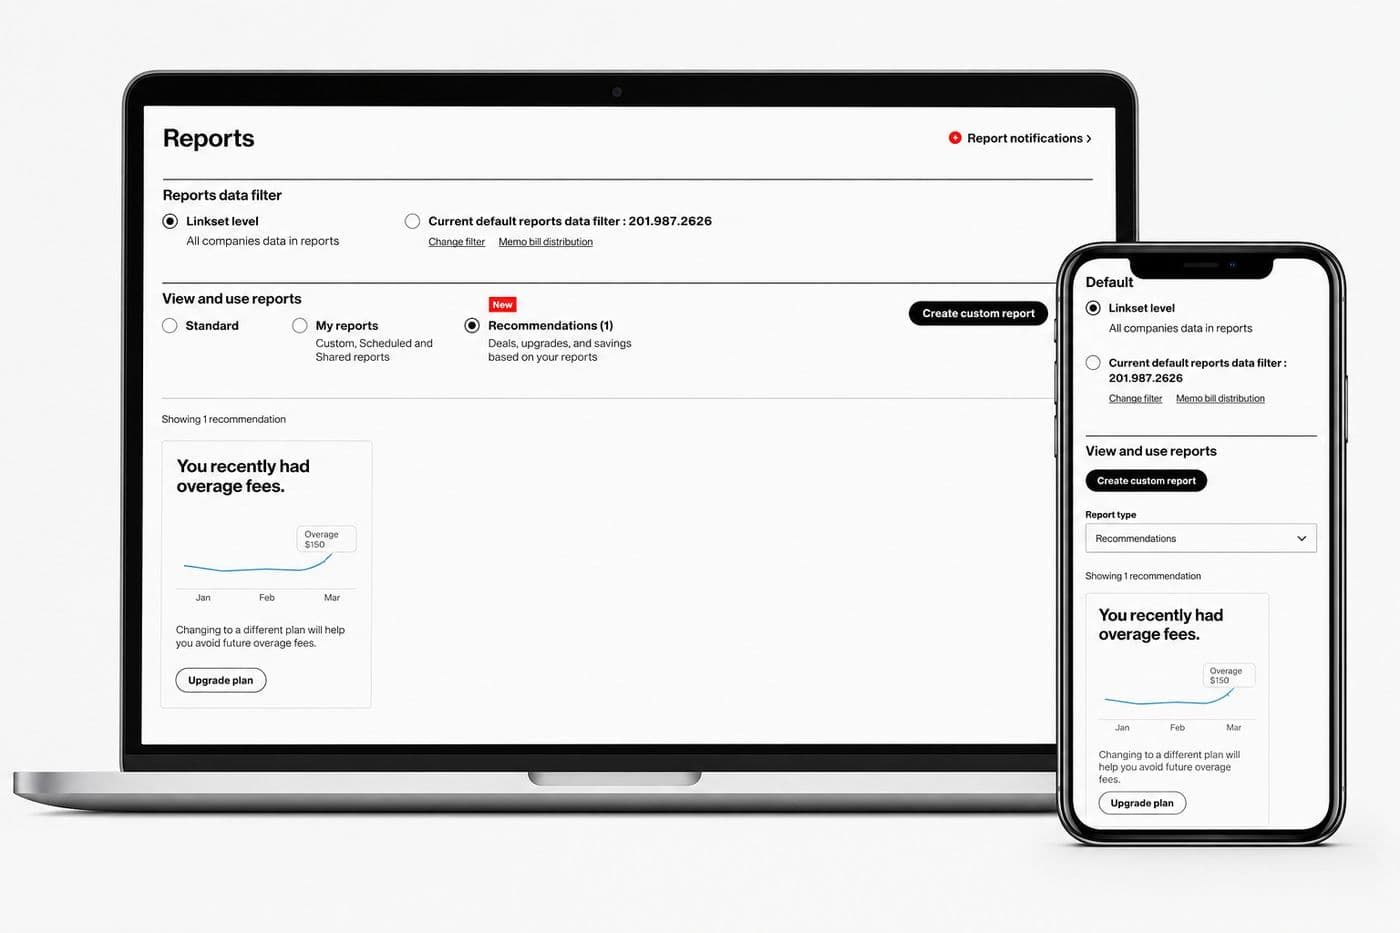 Reports
Report notifications
Reports data filter
Linkset level
All companies data in reports
Current default reports data filter : 201.987.2626
Change filter Memo bill distribution
View and use reports
Standard
My reports
Custom, Scheduled and
Shared reports
New
Recommendations (1)
Deals, upgrades, and savings
based on your reports
Create custom report
Showing 1 recommendation
You recently had
overage fees.
Overage
$150
Jan Feb Mar
Changing to a different plan will help
you avoid future overage fees.
Upgrade plan
Default
Linkset level
All companies data in reports
Current default reports data filter :
201.987.2626
Change filter Memo bill distribution
View and use reports
Create custom report
Report type
Recommendations
Showing 1 recommendation
You recently had
overage fees.
Overage
$150
Jan Feb Mar
Changing to a different plan will
help you avoid future overage
fees.
Upgrade plan